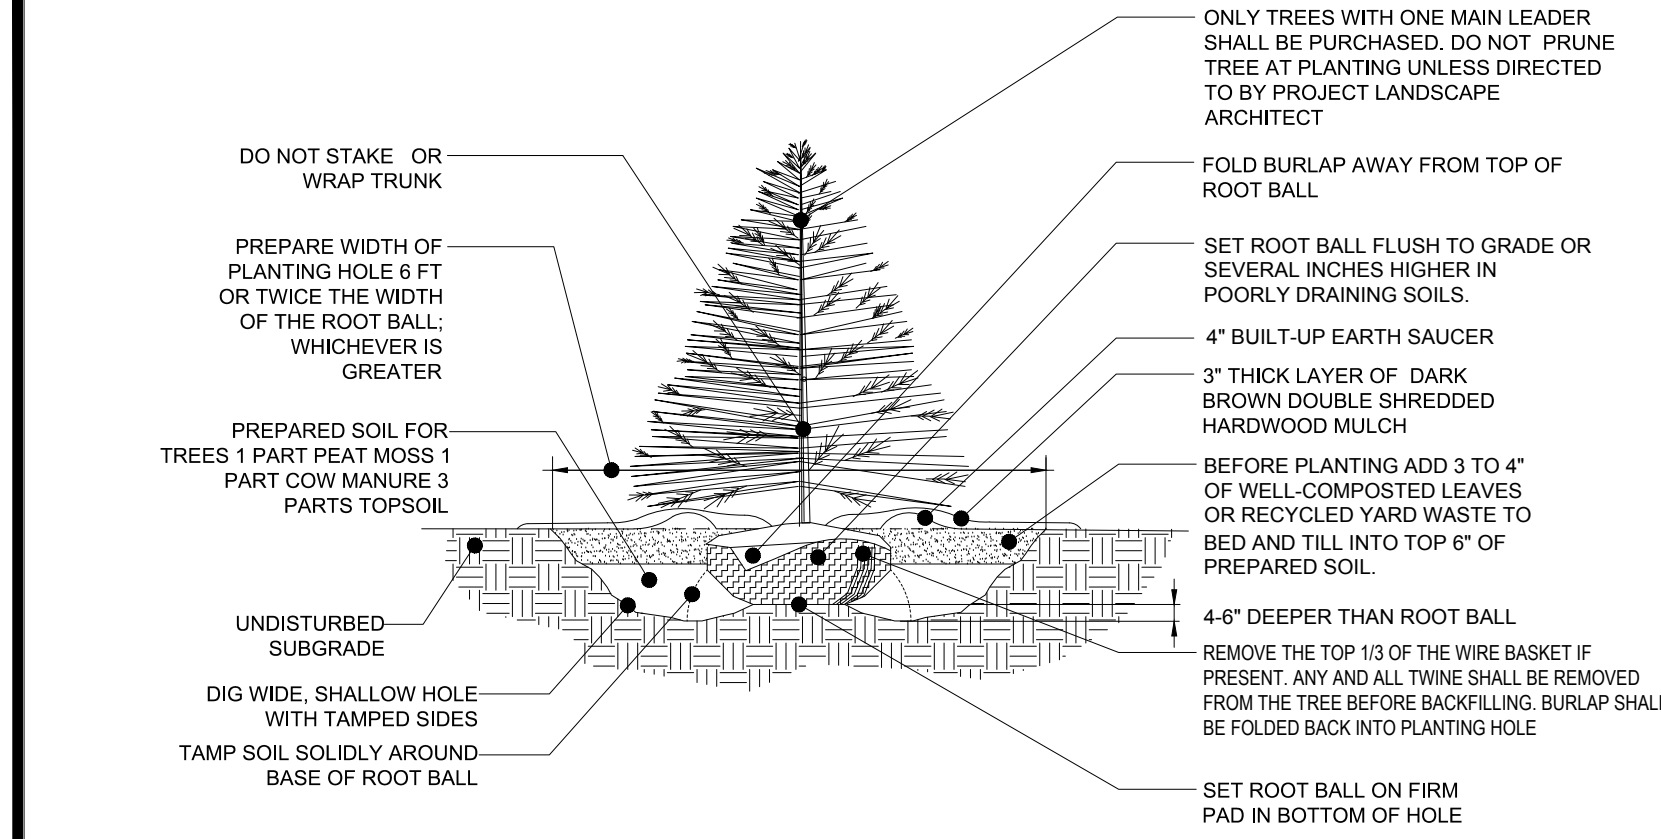 ONLY TREES WITH ONE MAIN LEADER
SHALL BE PURCHASED. DO NOT PRUNE
TREE AT PLANTING UNLESS DIRECTED
TO BY PROJECT LANDSCAPE
ARCHITECT
DO NOT STAKE OR
WRAP TRUNK
FOLD BURLAP AWAY FROM TOP OF
ROOT BALL
PREPARE WIDTH OF
PLANTING HOLE 6 FT
OR TWICE THE WIDTH
OF THE ROOT BALL;
WHICHEVER IS
GREATER
SET ROOT BALL FLUSH TO GRADE OR
SEVERAL INCHES HIGHER IN
POORLY DRAINING SOILS.
4" BUILT-UP EARTH SAUCER
3" THICK LAYER OF DARK
BROWN DOUBLE SHREDDED
HARDWOOD MULCH
PREPARED SOIL FOR
TREES 1 PART PEAT MOSS 1
PART COW MANURE 3
PARTS TOPSOIL
BEFORE PLANTING ADD 3 TO 4"
OF WELL-COMPOSTED LEAVES
OR RECYCLED YARD WASTE TO
BED AND TILL INTO TOP 6" OF
PREPARED SOIL.
UNDISTURBED
SUBGRADE
4-6" DEEPER THAN ROOT BALL
REMOVE THE TOP 1/3 OF THE WIRE BASKET IF
PRESENT. ANY AND ALL TWINE SHALL BE REMOVED
FROM THE TREE BEFORE BACKFILLING. BURLAP SHALL
BE FOLDED BACK INTO PLANTING HOLE
DIG WIDE, SHALLOW HOLE
WITH TAMPED SIDES
TAMP SOIL SOLIDLY AROUND
BASE OF ROOT BALL
SET ROOT BALL ON FIRM
PAD IN BOTTOM OF HOLE